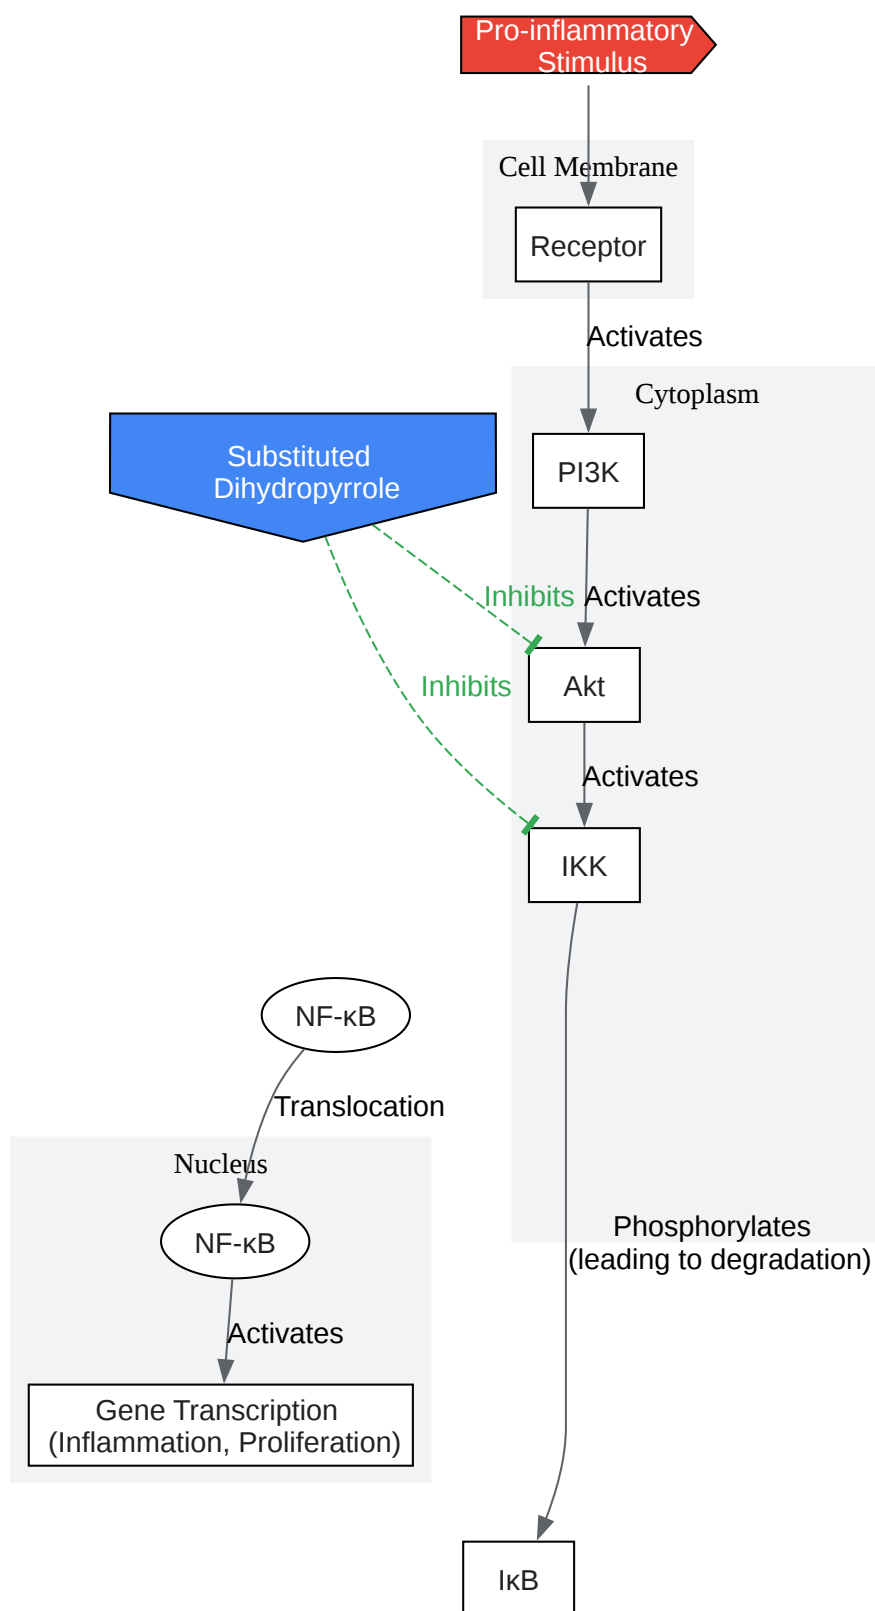 Pro-inflammatory
Stimulus
Cell Membrane
Receptor
Activates
Cytoplasm
PI3K
Substituted
Dihydropyrrole
Inhibits
Activates
Akt
Inhibits
Activates
IKK
NF-κB
Translocation
Nucleus
NF-κB
Phosphorylates
(leading to degradation)
Activates
Gene Transcription
(Inflammation, Proliferation)
IκB